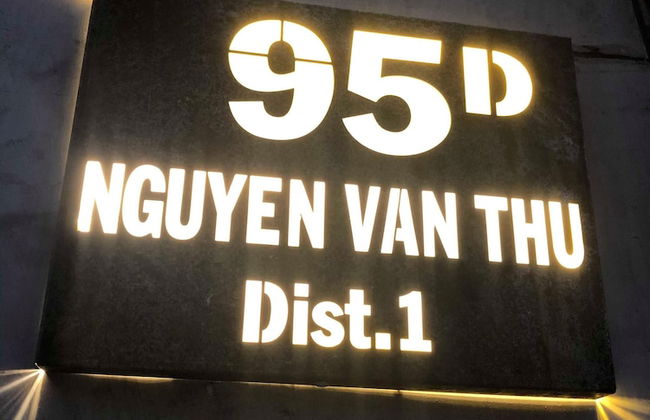 95D
NGUYEN VAN THU
Dist.1